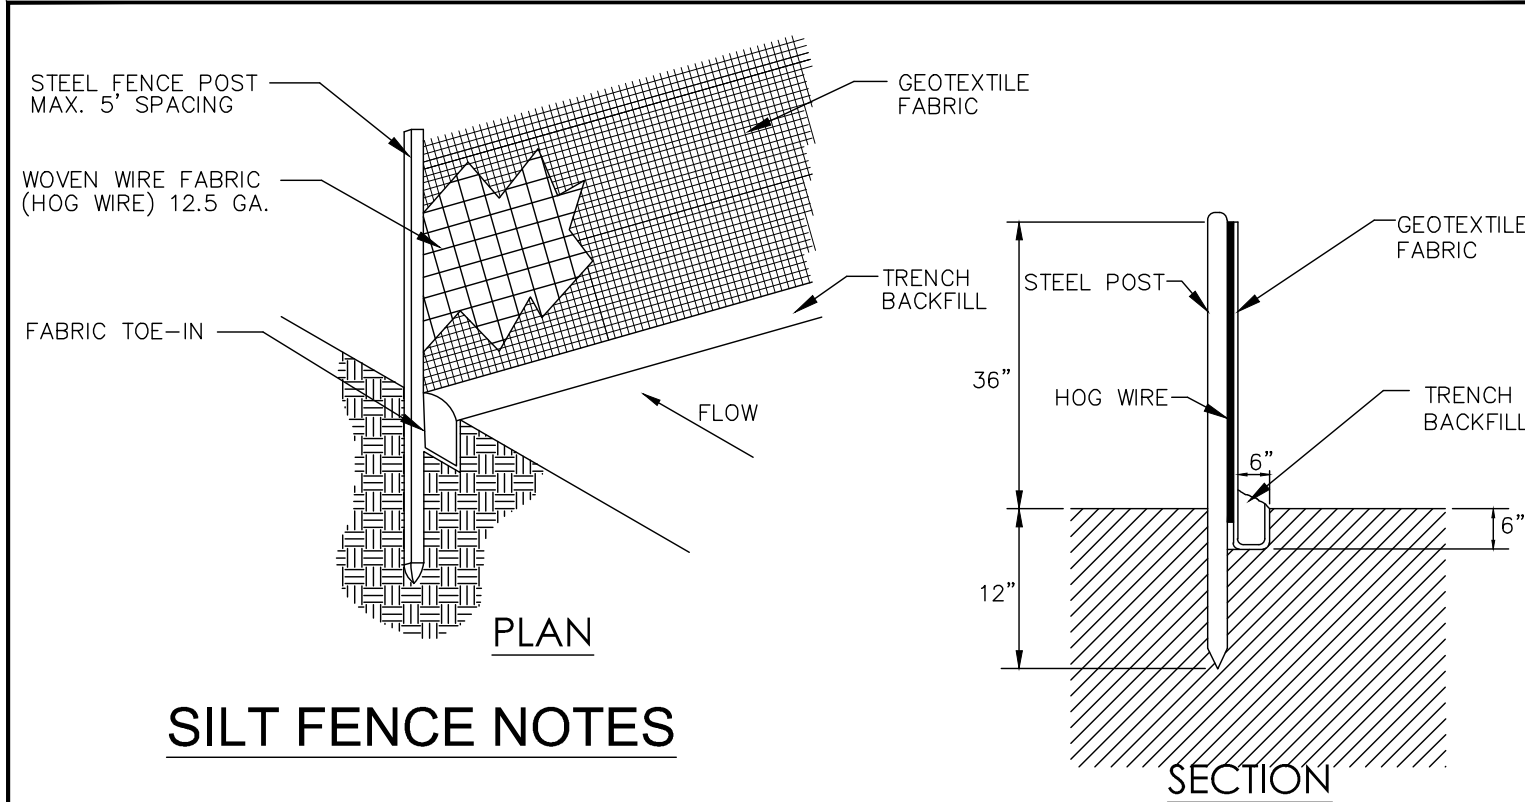 STEEL FENCE POST
MAX. 5' SPACING
WOVEN WIRE FABRIC
(HOG WIRE) 12.5 GA.
FABRIC TOE-IN
GEOTEXTILE
FABRIC
TRENCH
BACKFILL
FLOW
PLAN
SILT FENCE NOTES
GEOTEXTILE
FABRIC
STEEL POST
36"
HOG WIRE
TRENCH
BACKFILL
6"
6"
12"
SECTION